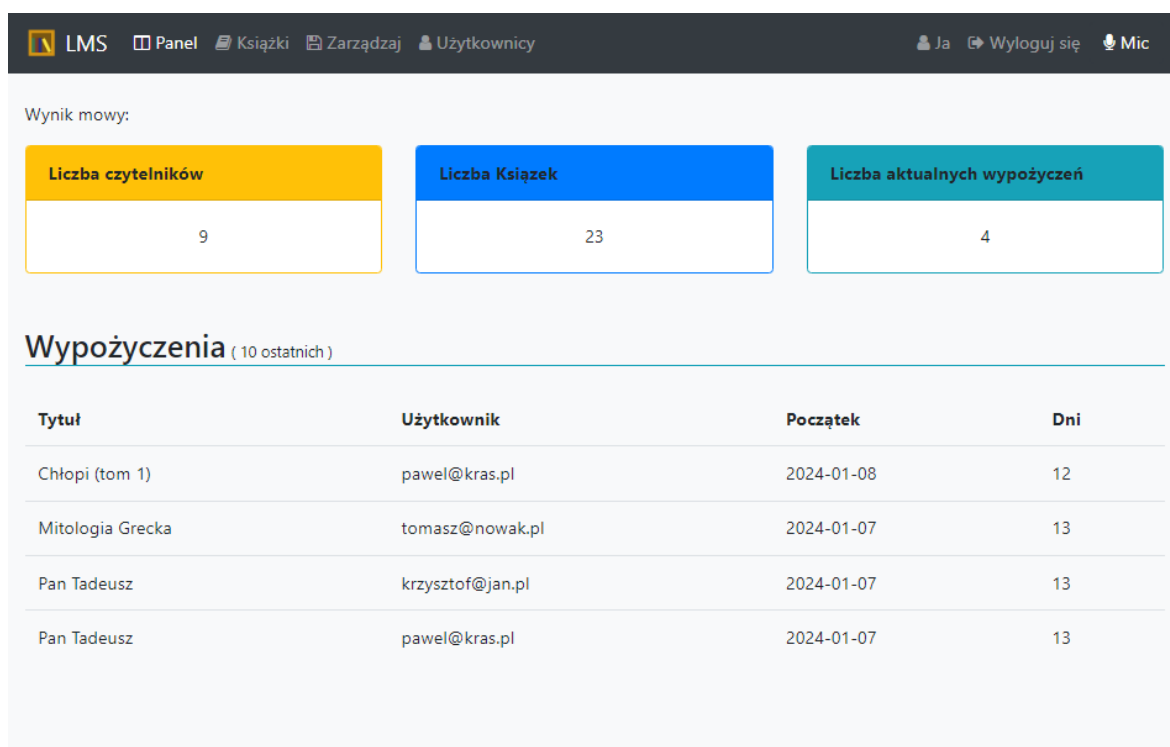 LMS Panel Książki Zarządzaj Użytkownicy Ja Wyloguj się Mic
Wynik mowy:
Liczba czytelników Liczba Ksiązek Liczba aktualnych wypożyczeń
9 23 4
Wypożyczenia ( 10 ostatnich )
Tytuł Użytkownik Początek Dni
Chłopi (tom 1) pawel@kras.pl 2024-01-08 12
Mitologia Grecka tomasz@nowak.pl 2024-01-07 13
Pan Tadeusz krzysztof@jan.pl 2024-01-07 13
Pan Tadeusz pawel@kras.pl 2024-01-07 13